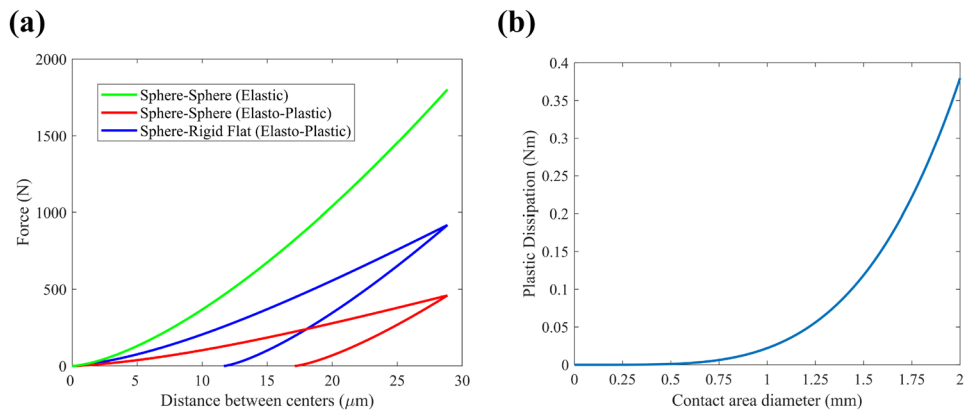 (a)
2000
1500
1000
500
0
Force (N)
Sphere-Sphere (Elastic)
Sphere-Sphere (Elasto-Plastic)
Sphere-Rigid Flat (Elasto-Plastic)
0 5 10 15 20 25 30
Distance between centers (μm)
(b)
0.4
0.35
0.3
0.25
0.2
0.15
0.1
0.05
0
Plastic Dissipation (Nm)
0 0.25 0.5 0.75 1 1.25 1.5 1.75 2
Contact area diameter (mm)